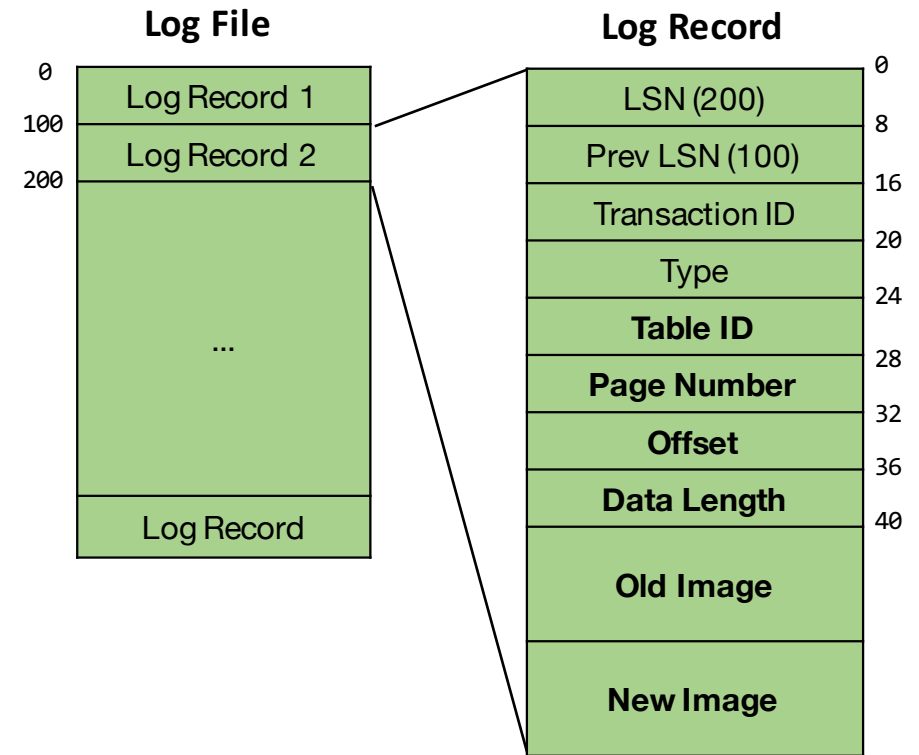 Log File
0
Log Record 1
100
Log Record 2
200
...
Log Record
Log Record
0
LSN (200)
8
Prev LSN (100)
16
Transaction ID
20
Type
24
Table ID
28
Page Number
32
Offset
36
Data Length
40
Old Image
New Image